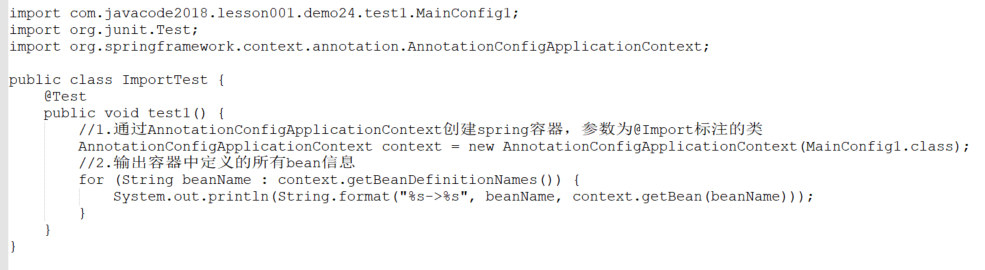 import com.javacode2018.lesson001.demo24.test1.MainConfig1;
import org.junit.Test;
import org.springframework.context.annotation.AnnotationConfigApplicationContext;
public class ImportTest {
@Test
public void test1() {
//1.通过AnnotationConfigApplicationContext创建spring容器，参数为@Import标注的类
AnnotationConfigApplicationContext context = new AnnotationConfigApplicationContext(MainConfig1.class);
//2.输出容器中定义的所有bean信息
for (String beanName : context.getBeanDefinitionNames()) {
System.out.println(String.format("%s->%s", beanName, context.getBean(beanName)));
}
}
}